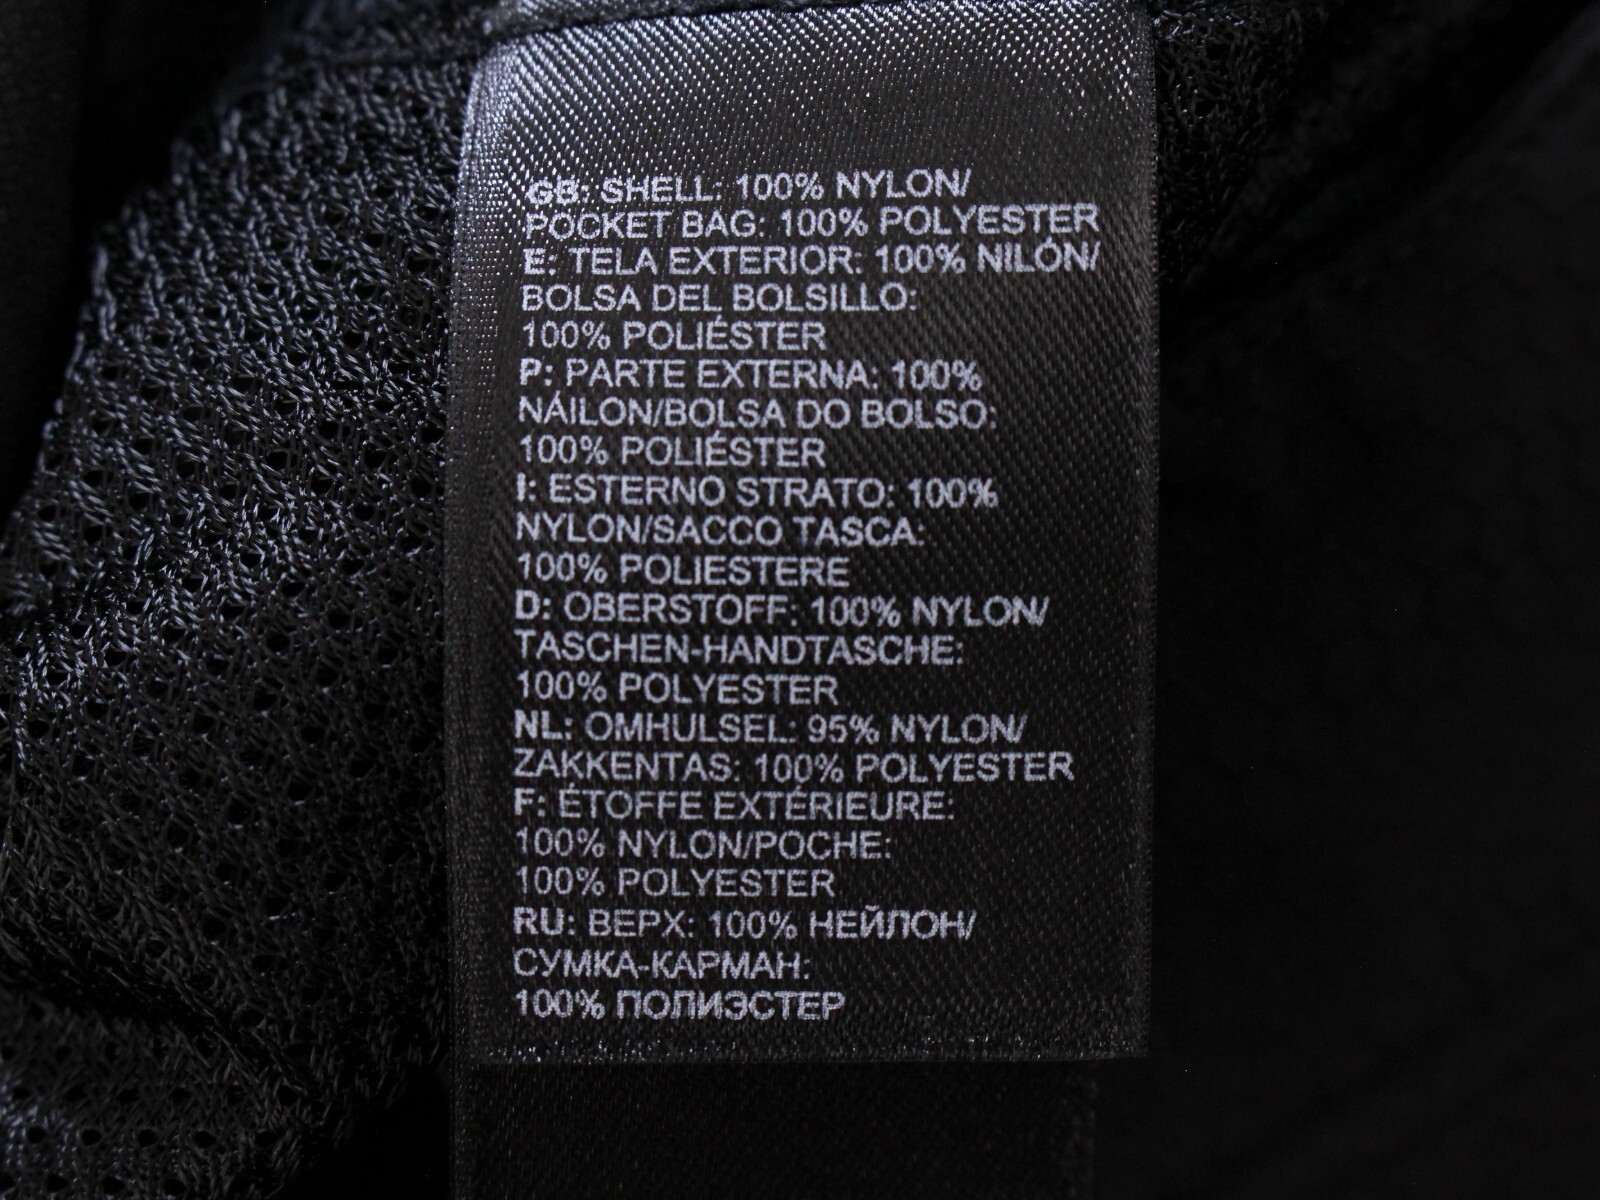 GB: SHELL: 100% NYLON/
POCKET BAG: 100% POLYESTER
E: TELA EXTERIOR: 100% NILÓN/
BOLSA DEL BOLSILLO:
100% POLIÉSTER
P: PARTE EXTERNA: 100%
NÁILON/BOLSA DO BOLSO:
100% POLIÉSTER
I: ESTERNO STRATO: 100%
NYLON/SACCO TASCA:
100% POLIESTERE
D: OBERSTOFF: 100% NYLON/
TASCHEN-HANDTASCHE:
100% POLYESTER
NL: OMHULSEL: 95% NYLON/
ZAKKENTAS: 100% POLYESTER
F: ÉTOFFE EXTÉRIEURE:
100% NYLON/POCHE:
100% POLYESTER
RU: ВЕРХ: 100% НЕЙЛОН/
СУМКА-КАРМАН:
100% ПОЛИЭСТЕР